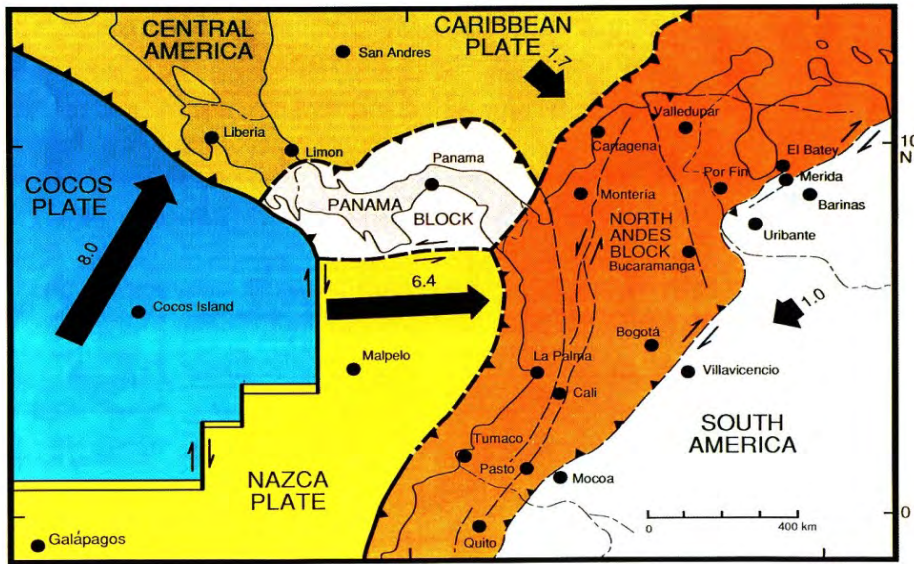 CENTRAL
AMERICA
CARIBBEAN
PLATE
San Andres
1.7
Liberia
Limon
Panama
Valledupar
Cartagena
El Batey
10
N
COCOS
PLATE
PANAMA
BLOCK
Monteria
Por Fin
Merida
Barinas
NORTH
ANDES
BLOCK
Uribante
Bucaramanga
8.0
6.4
Cocos Island
1.0
Malpelo
La Palma
Bogotá
Villavicencio
Cali
SOUTH
AMERICA
Tumaco
NAZCA
PLATE
Pasto
Mocoa
0
400 km
0
Galápagos
Quito